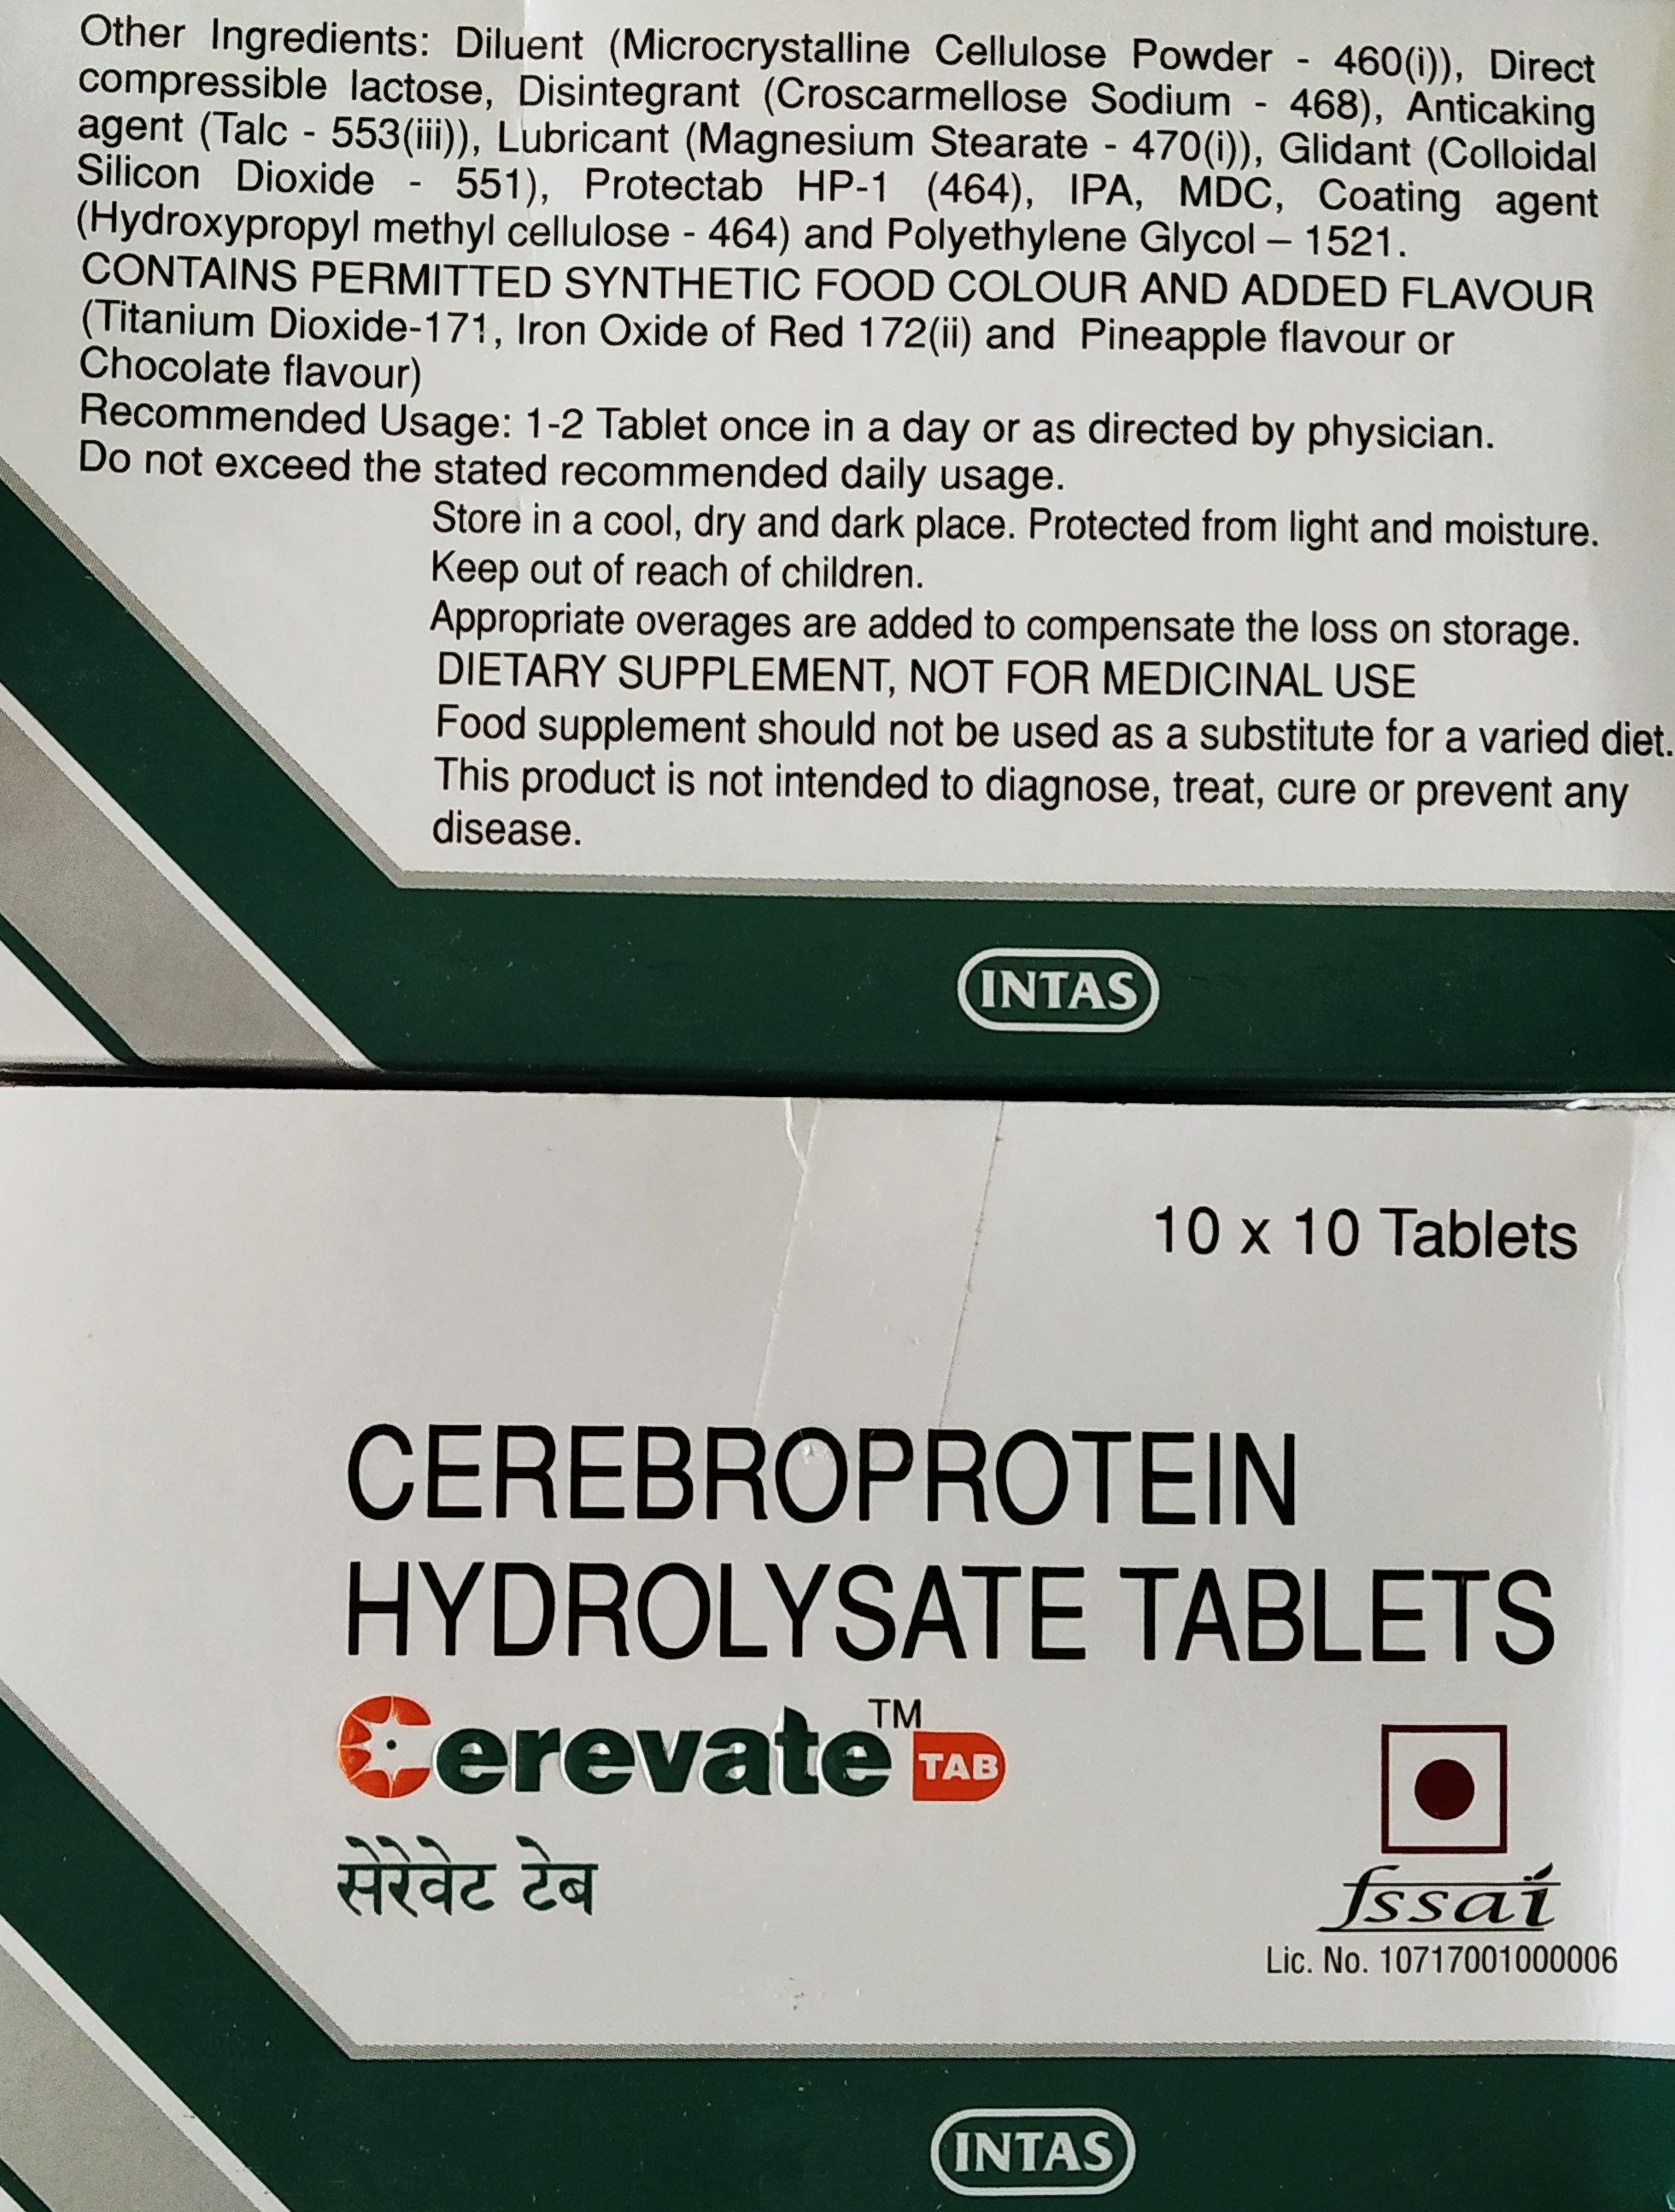 Other Ingredients: Diluent (Microcrystalline Cellulose Powder - 460(i)), Direct
compressible lactose, Disintegrant (Croscarmellose Sodium - 468), Anticaking
agent (Talc - 553(iii)), Lubricant (Magnesium Stearate - 470(i)), Glidant (Colloidal
Silicon Dioxide - 551), Protectab HP-1 (464), IPA, MDC, Coating agent
(Hydroxypropyl methyl cellulose - 464) and Polyethylene Glycol – 1521.
CONTAINS PERMITTED SYNTHETIC FOOD COLOUR AND ADDED FLAVOUR
(Titanium Dioxide-171, Iron Oxide of Red 172(ii) and Pineapple flavour or
Chocolate flavour)
Recommended Usage: 1-2 Tablet once in a day or as directed by physician.
Do not exceed the stated recommended daily usage.
Store in a cool, dry and dark place. Protected from light and moisture.
Keep out of reach of children.
Appropriate overages are added to compensate the loss on storage.
DIETARY SUPPLEMENT, NOT FOR MEDICINAL USE
Food supplement should not be used as a substitute for a varied diet.
This product is not intended to diagnose, treat, cure or prevent any
disease.
INTAS
10 x 10 Tablets
CEREBROPROTEIN
HYDROLYSATE TABLETS
Cerevate™ TAB
सेरेवेट टेब
fssai
Lic. No. 10717001000006
INTAS